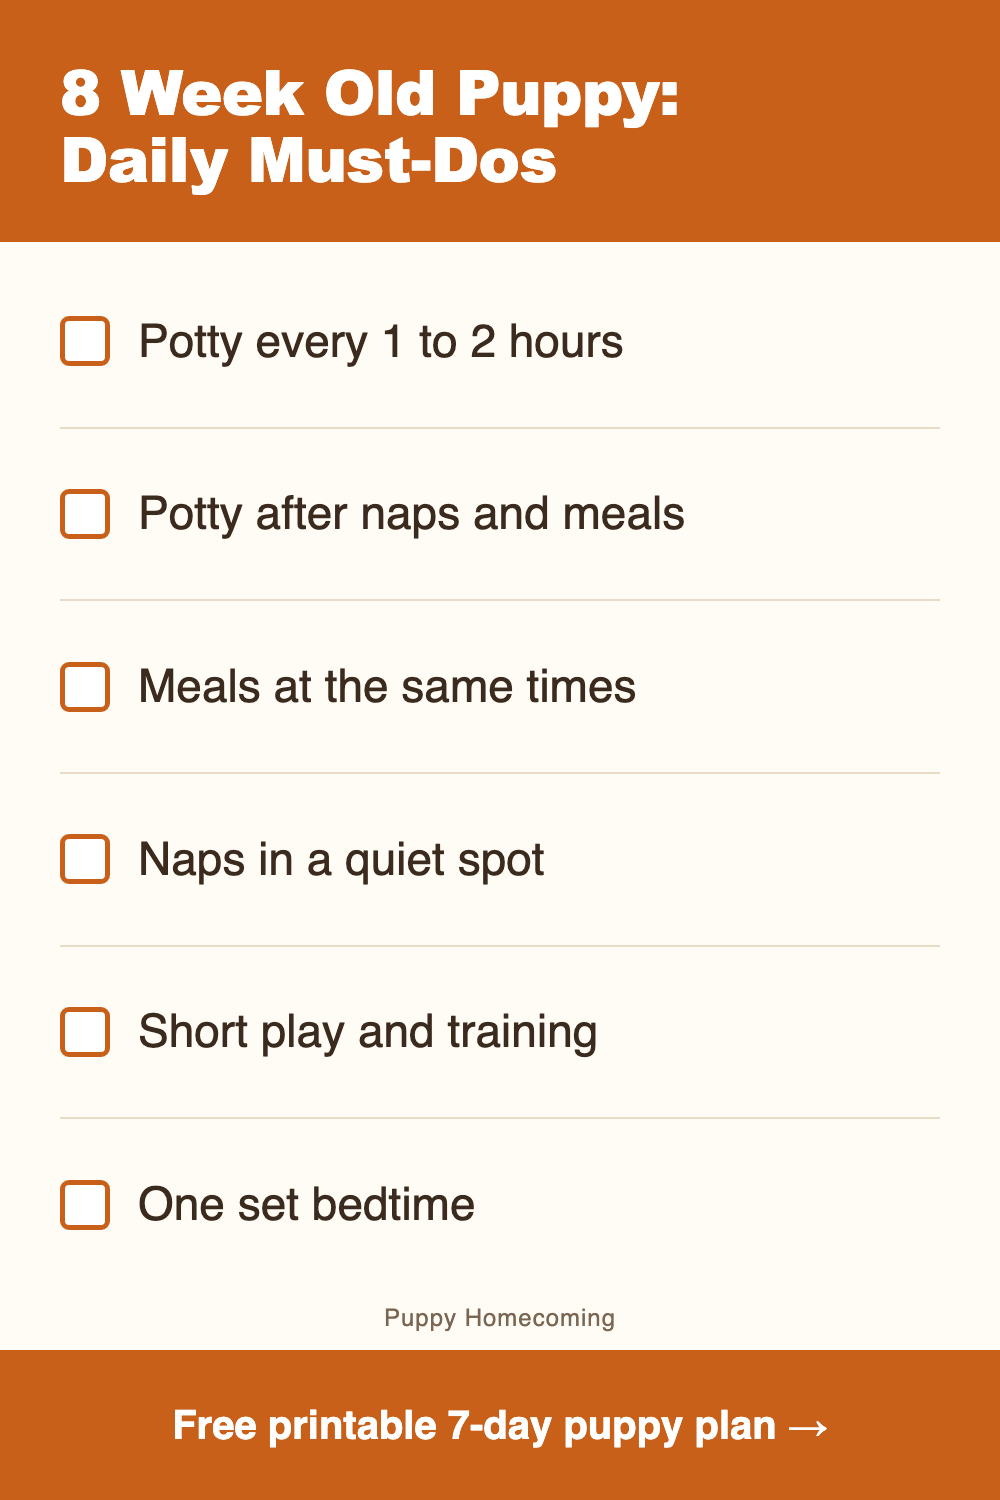 8 Week Old Puppy:
Daily Must-Dos
Potty every 1 to 2 hours
Potty after naps and meals
Meals at the same times
Naps in a quiet spot
Short play and training
One set bedtime
Puppy Homecoming
Free printable 7-day puppy plan →